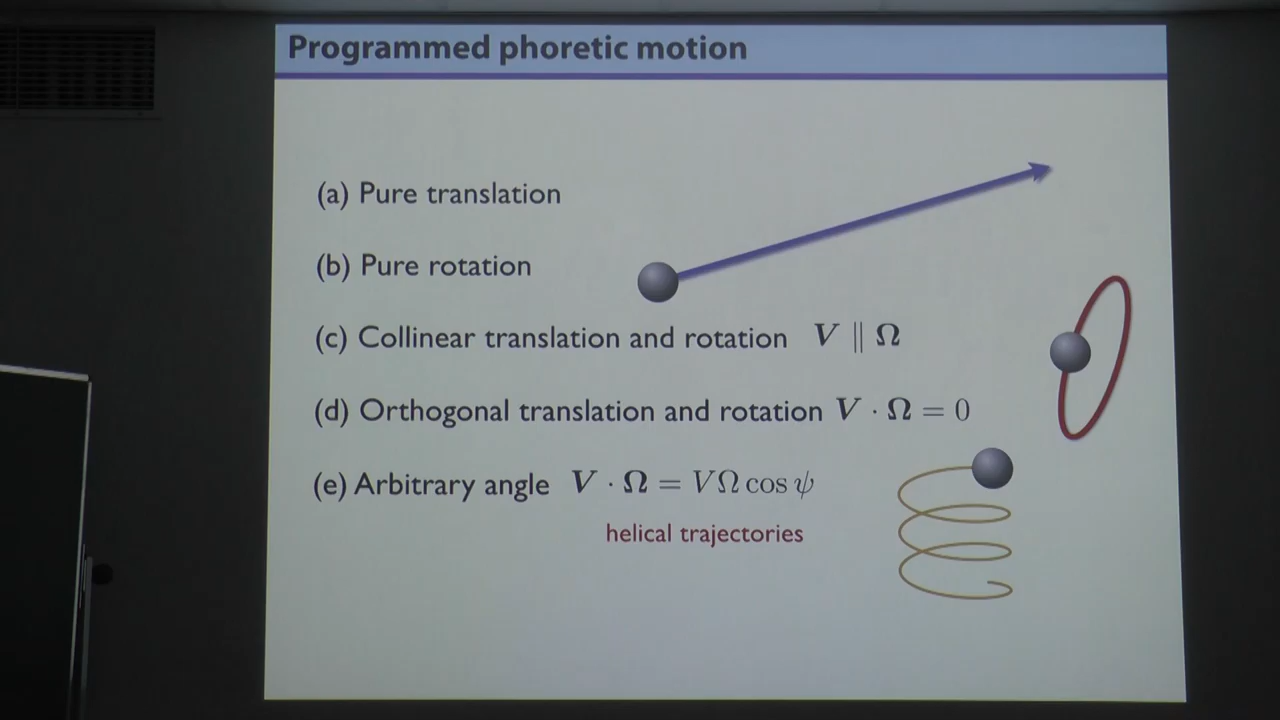 Programmed phoretic motion
(a) Pure translation
(b) Pure rotation
(c) Collinear translation and rotation V ∥ Ω
(d) Orthogonal translation and rotation V · Ω = 0
(e) Arbitrary angle V · Ω = VΩ cos ψ
helical trajectories